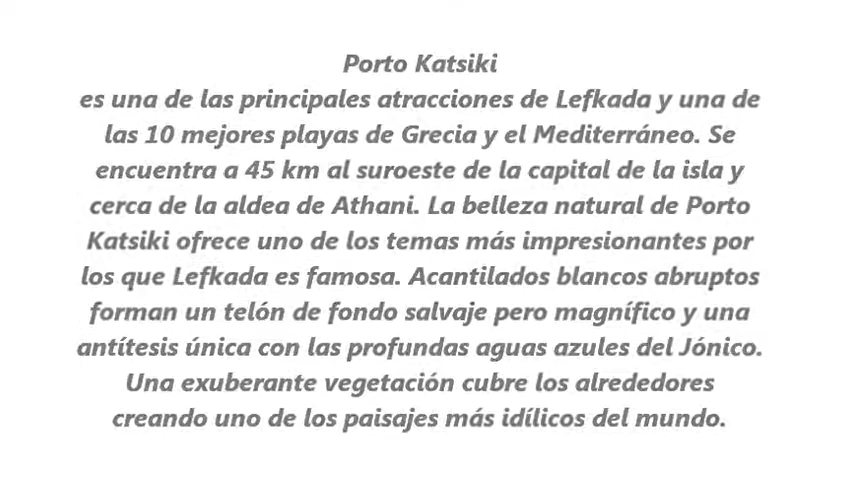 Porto Katsiki
es una de las principales atracciones de Lefkada y una de
las 10 mejores playas de Grecia y el Mediterráneo. Se
encuentra a 45 km al suroeste de la capital de la isla y
cerca de la aldea de Athani. La belleza natural de Porto
Katsiki ofrece uno de los temas más impresionantes por
los que Lefkada es famosa. Acantilados blancos abruptos
forman un telón de fondo salvaje pero magnífico y una
antítesis única con las profundas aguas azules del Jónico.
Una exuberante vegetación cubre los alrededores
creando uno de los paisajes más idílicos del mundo.